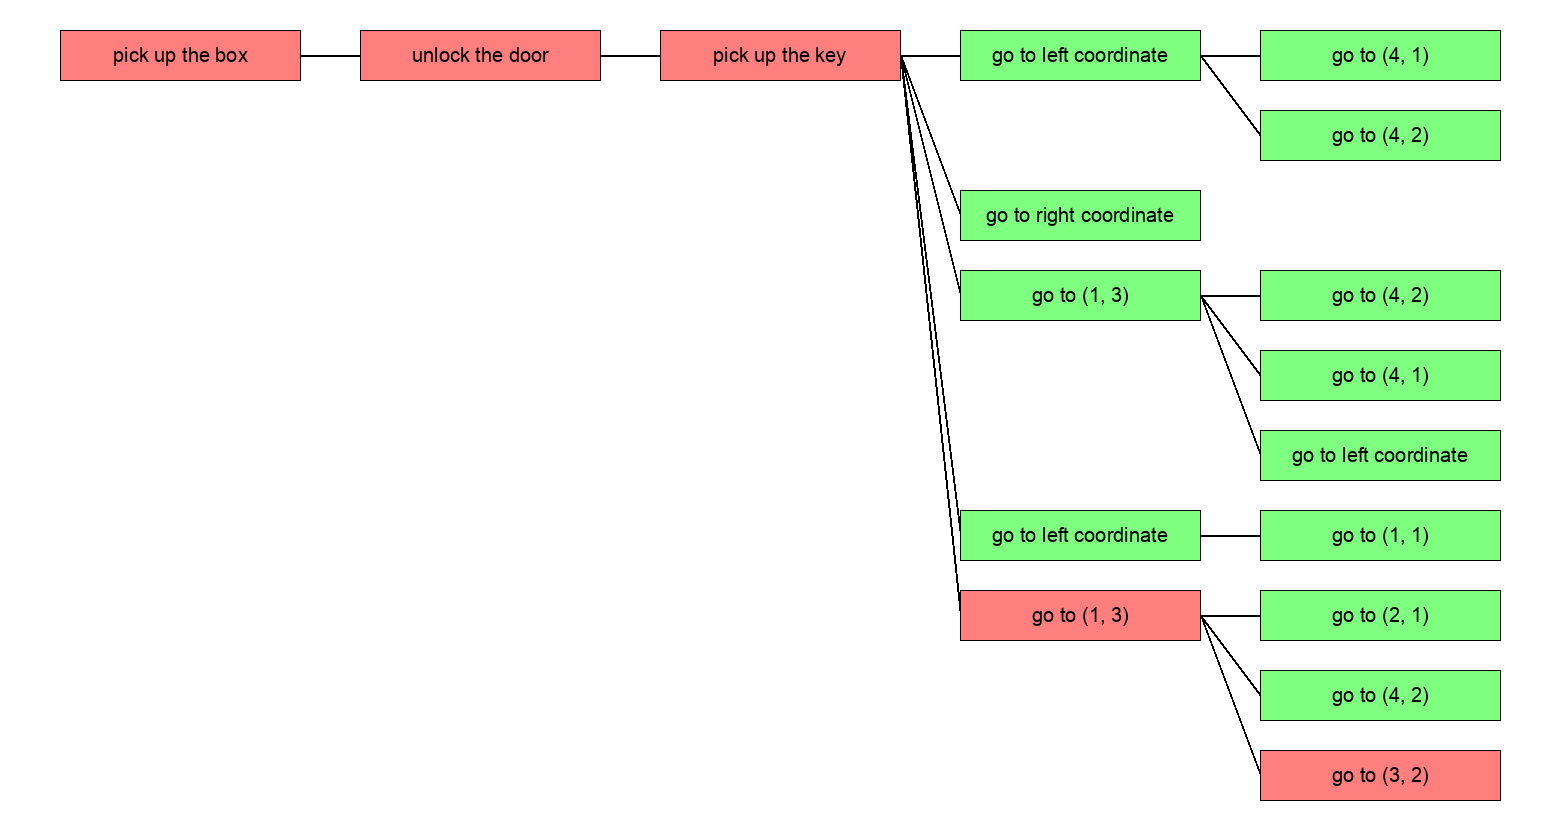 pick up the box
unlock the door
pick up the key
go to left coordinate
go to (4, 1)
go to (4, 2)
go to right coordinate
go to (1, 3)
go to (4, 2)
go to (4, 1)
go to left coordinate
go to left coordinate
go to (1, 1)
go to (1, 3)
go to (2, 1)
go to (4, 2)
go to (3, 2)